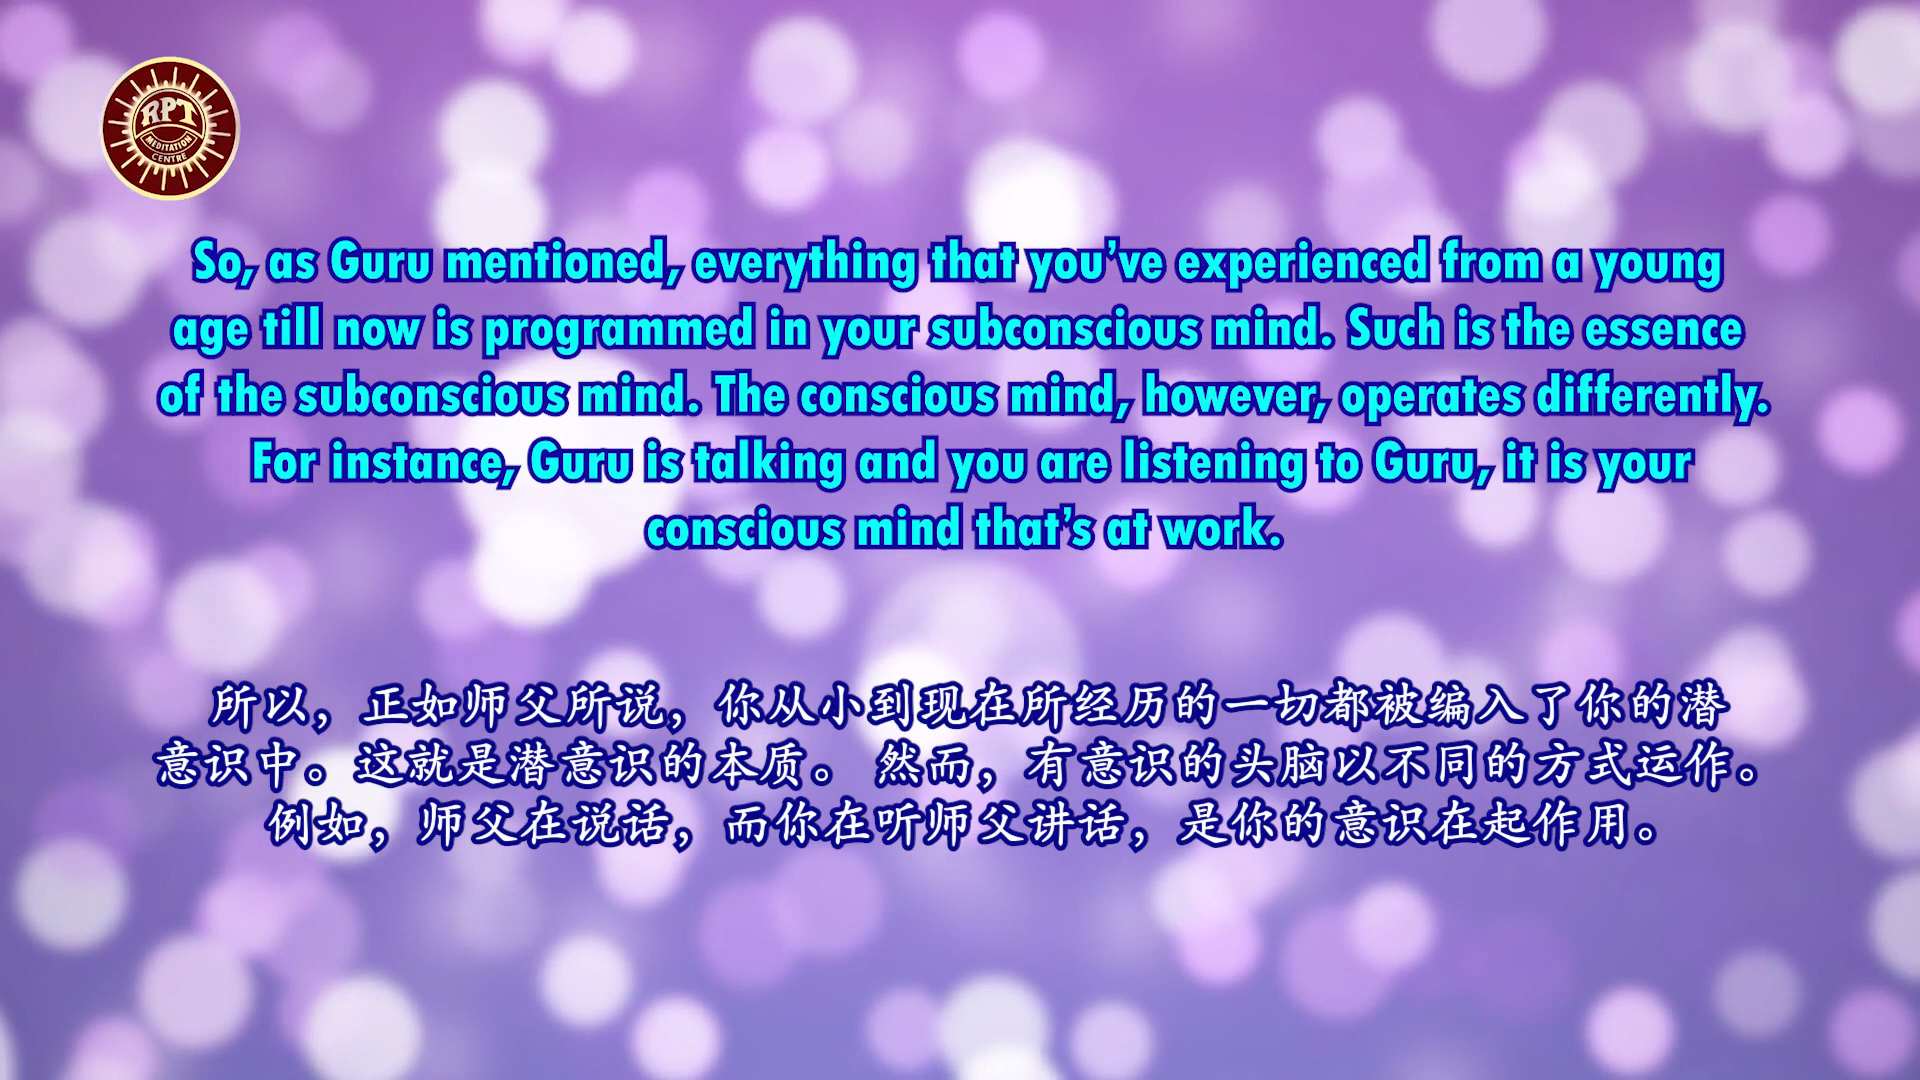 RPT
MEDITATION
CENTRE
So, as Guru mentioned, everything that you’ve experienced from a young
age till now is programmed in your subconscious mind. Such is the essence
of the subconscious mind. The conscious mind, however, operates differently.
For instance, Guru is talking and you are listening to Guru, it is your
conscious mind that’s at work.
所以，正如师父所说，你从小到现在所经历的一切都被编入了你的潜
意识中。这就是潜意识的本质。 然而，有意识的头脑以不同的方式运作。
例如，师父在说话，而你在听师父讲话，是你的意识在起作用。